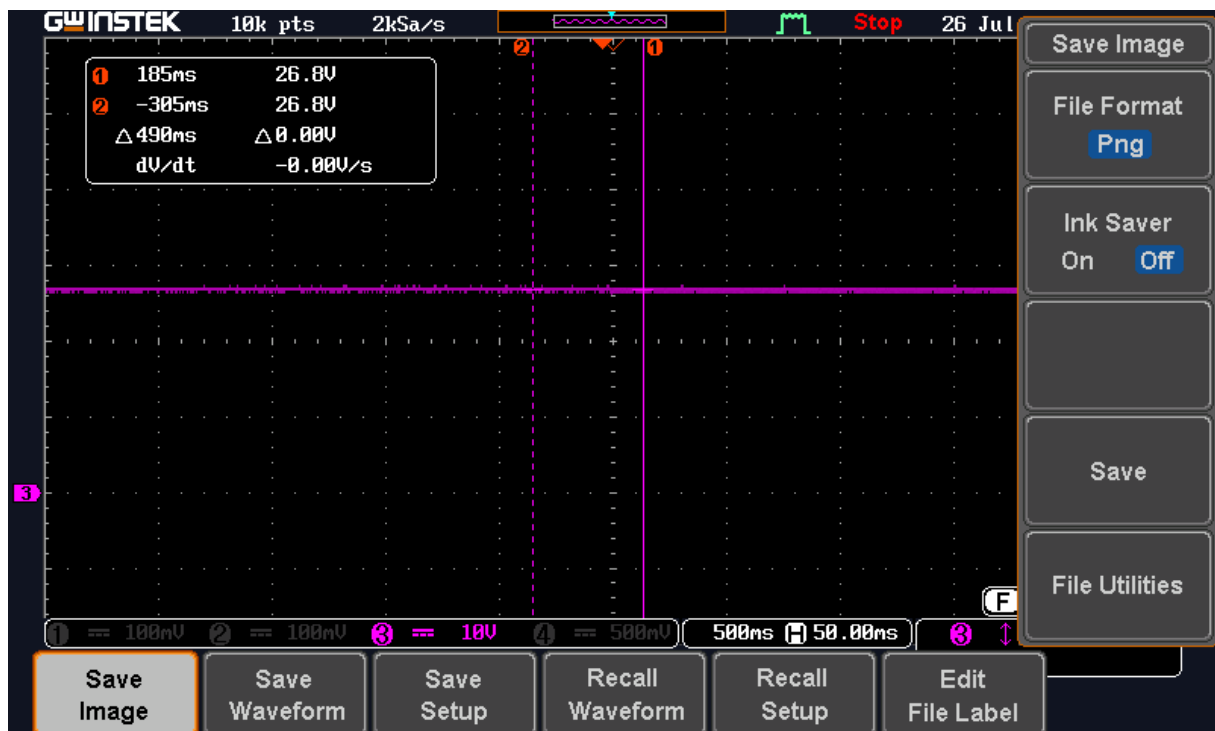 GWINSTEK 10k pts 2kSa/s Stop 26 Jul
2 1
1 185ms 26.8V
2 -305ms 26.8V
△490ms △0.00V
dV/dt -0.00V/s
3
F
1 100mV 2 100mV 3 10V 4 500mV 500ms H 50.00ms 3
Save Image
File Format
Png
Ink Saver
On Off
Save
File Utilities
Save
Image
Save
Waveform
Save
Setup
Recall
Waveform
Recall
Setup
Edit
File Label